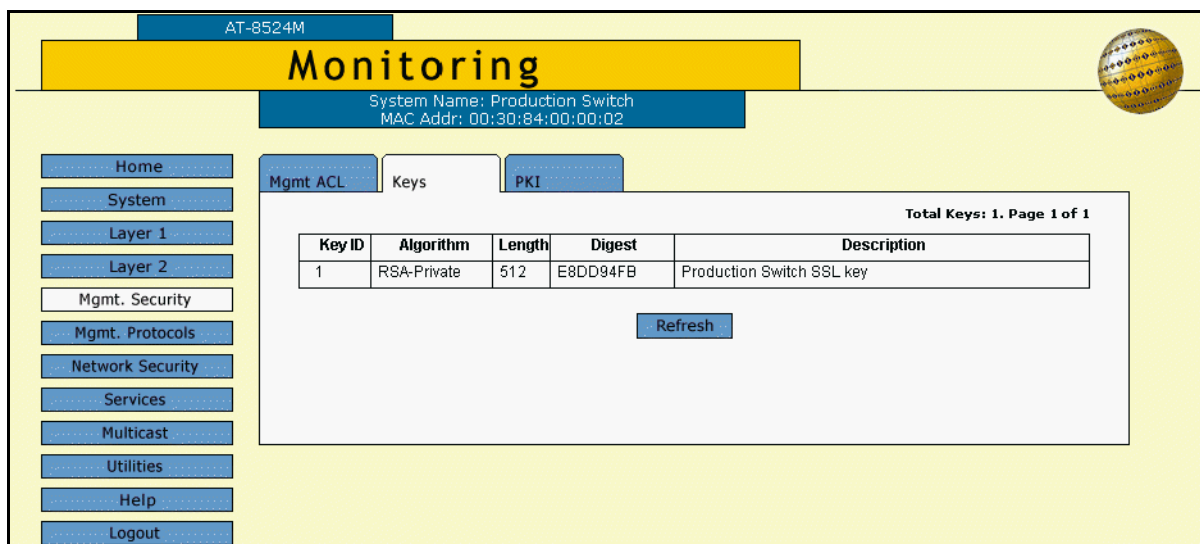 AT-8524M
Monitoring
System Name: Production Switch
MAC Addr: 00:30:84:00:00:02
Home
System
Layer 1
Layer 2
Mgmt. Security
Mgmt. Protocols
Network Security
Services
Multicast
Utilities
Help
Logout
Mgmt ACL Keys PKI
Total Keys: 1. Page 1 of 1
Key ID Algorithm Length Digest Description
1 RSA-Private 512 E8DD94FB Production Switch SSL key
Refresh